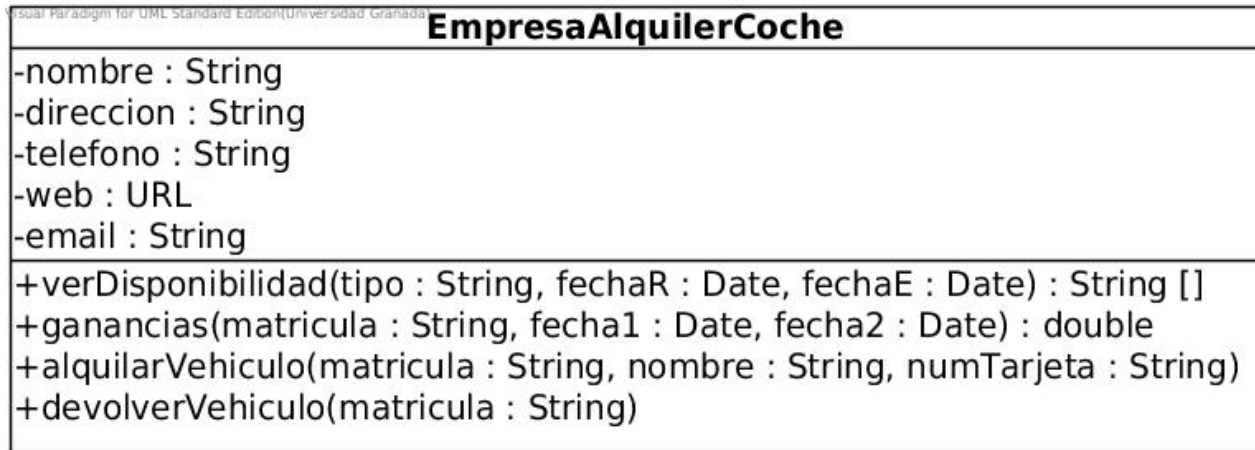 Visual Paradigm for UML Standard Edition(Universidad Granada)
EmpresaAlquilerCoche
-nombre : String
-direccion : String
-telefono : String
-web : URL
-email : String
+verDisponibilidad(tipo : String, fechaR : Date, fechaE : Date) : String []
+ganancias(matricula : String, fecha1 : Date, fecha2 : Date) : double
+alquilarVehiculo(matricula : String, nombre : String, numTarjeta : String)
+devolverVehiculo(matricula : String)